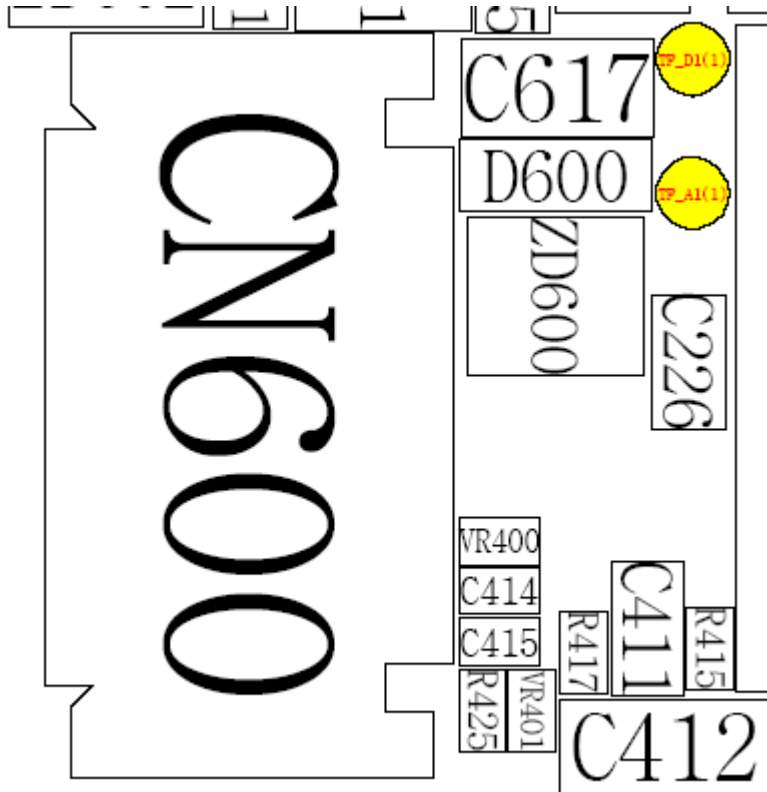 C617
TP_D1(1)
D600
TP_A1(1)
CN600
ZD600
C226
VR400
C414
C415
C411
R417
R415
R425
VR401
C412